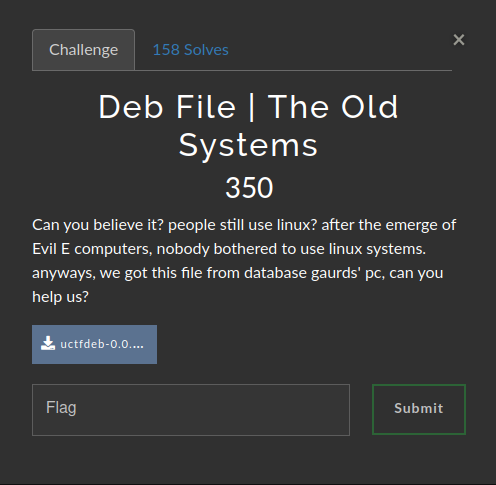 Challenge
158 Solves
×
Deb File | The Old
Systems
350
Can you believe it? people still use linux? after the emerge of
Evil E computers, nobody bothered to use linux systems.
anyways, we got this file from database gaurds' pc, can you
help us?
uctfdeb-0.0....
Flag
Submit